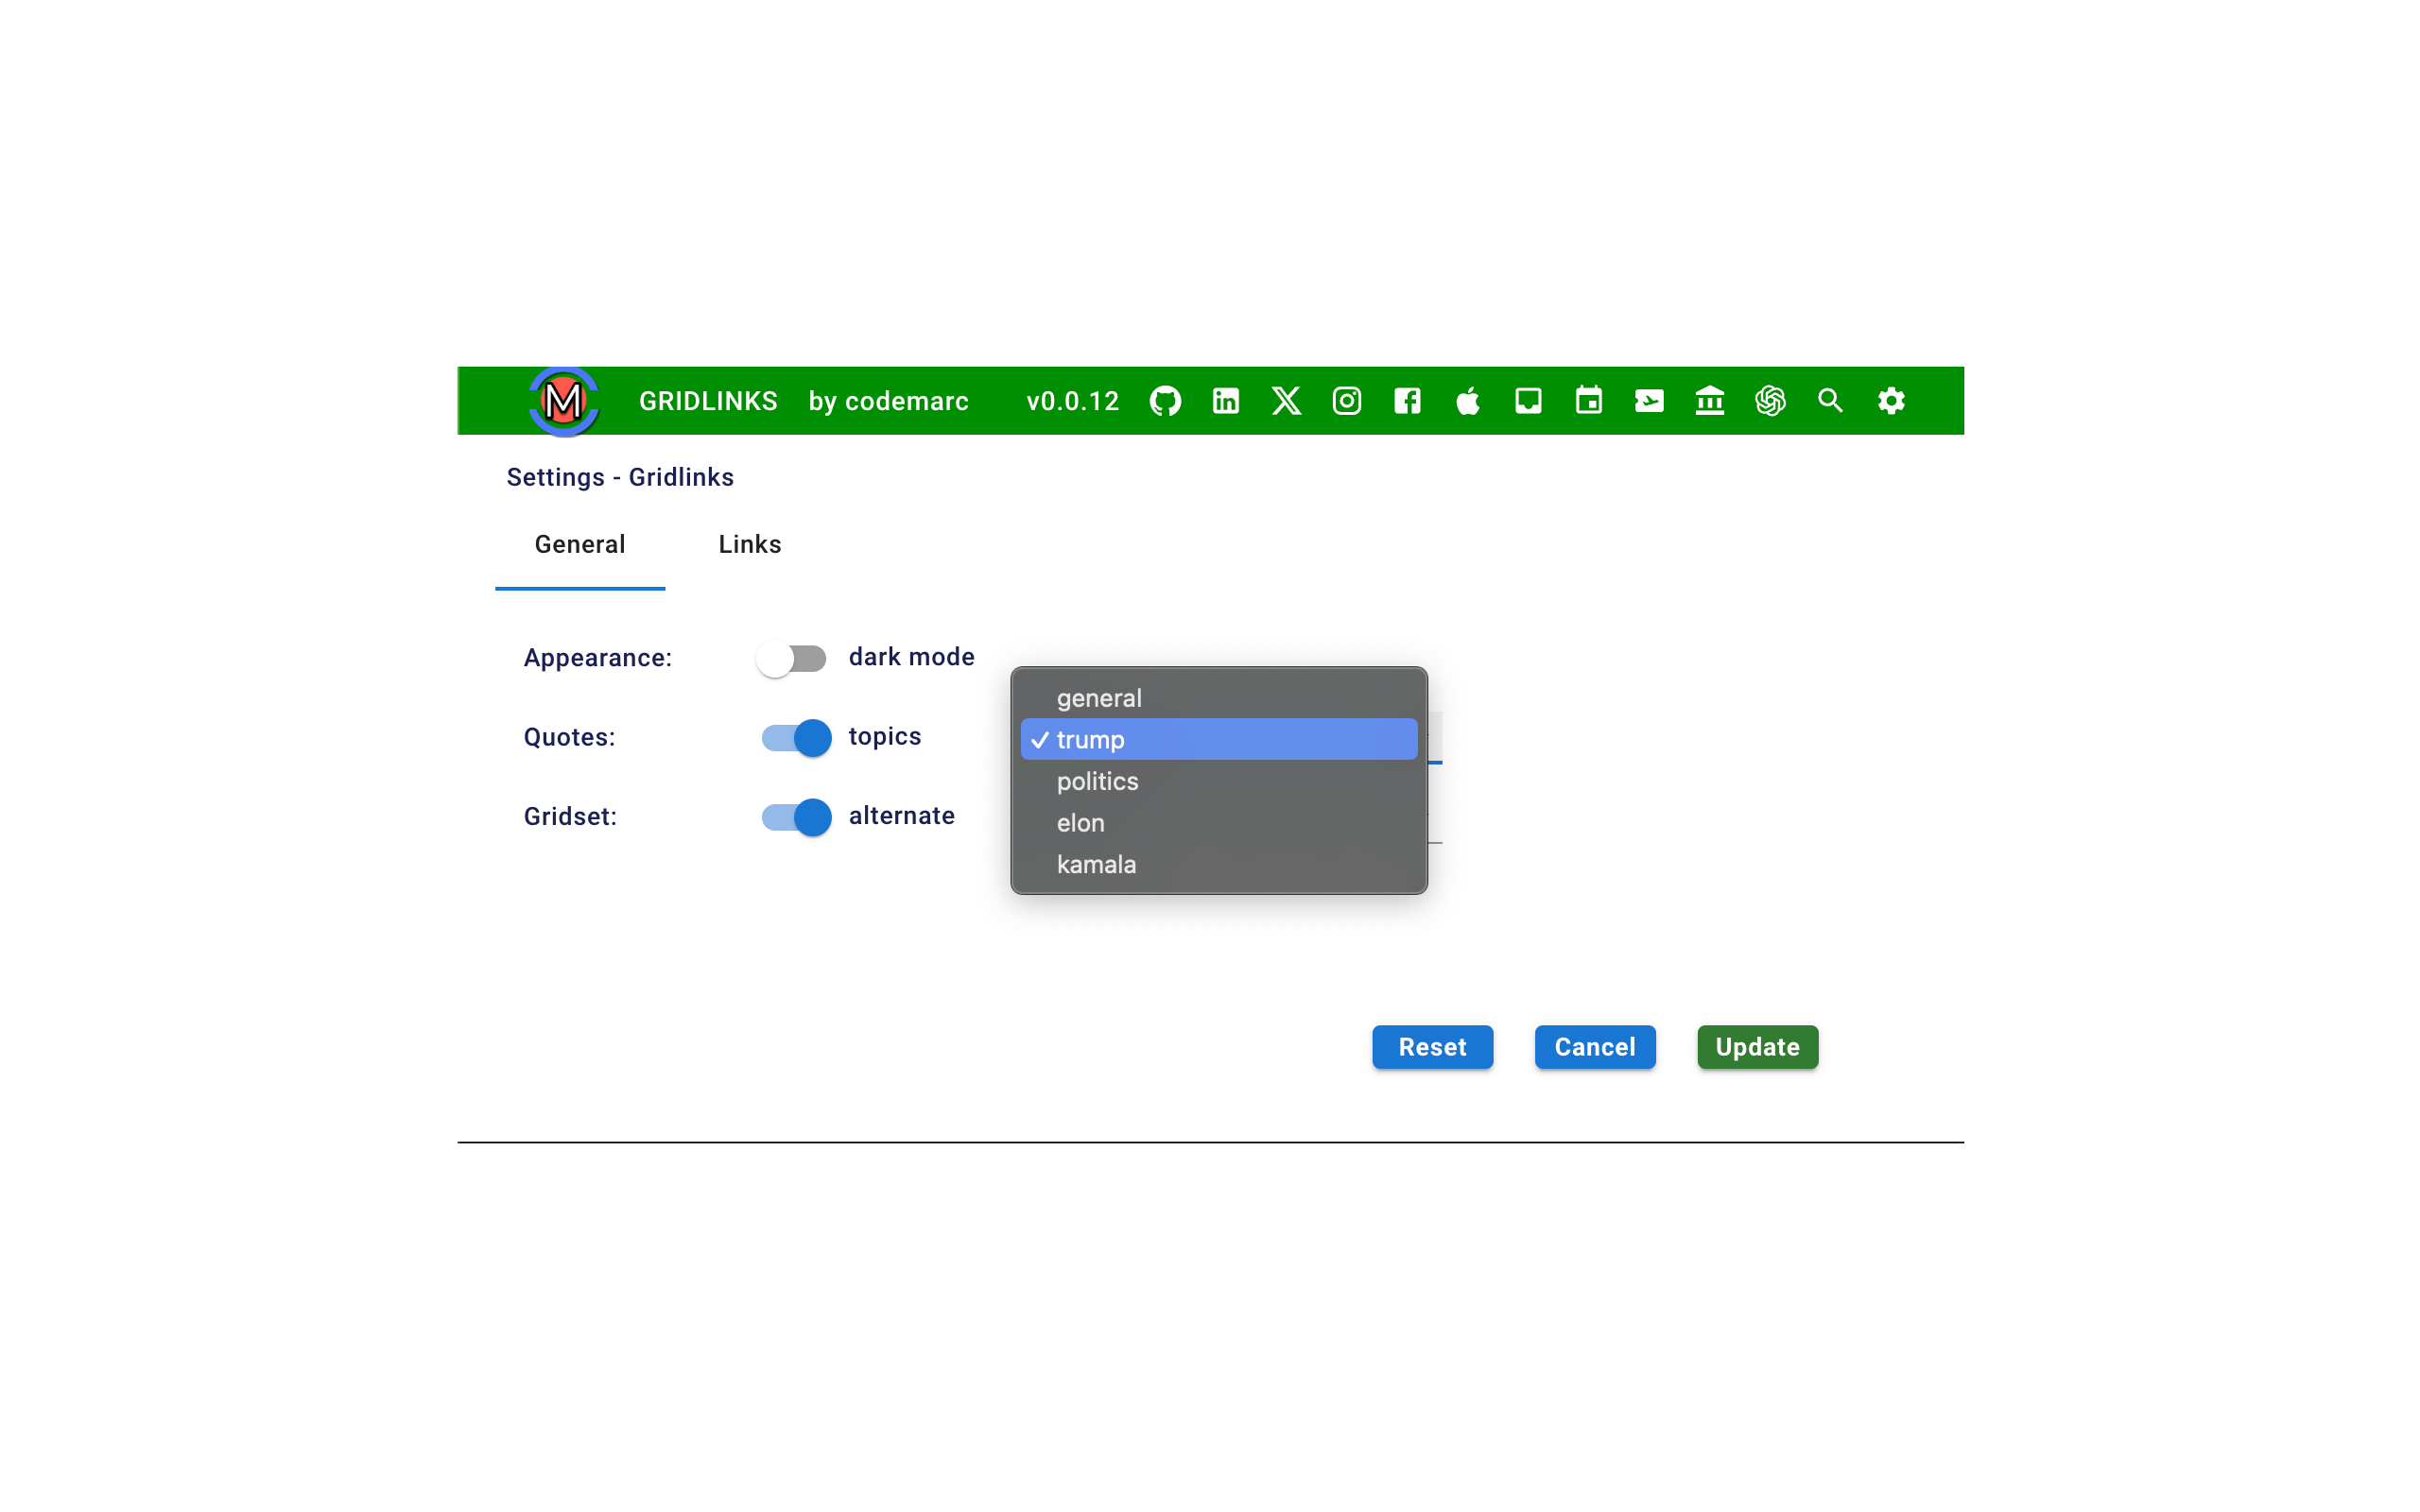 M GRIDLINKS by codemarc v0.0.12
Settings - Gridlinks
General Links
Appearance: dark mode
Quotes: topics
Gridset: alternate
general
✓ trump
politics
elon
kamala
Reset Cancel Update